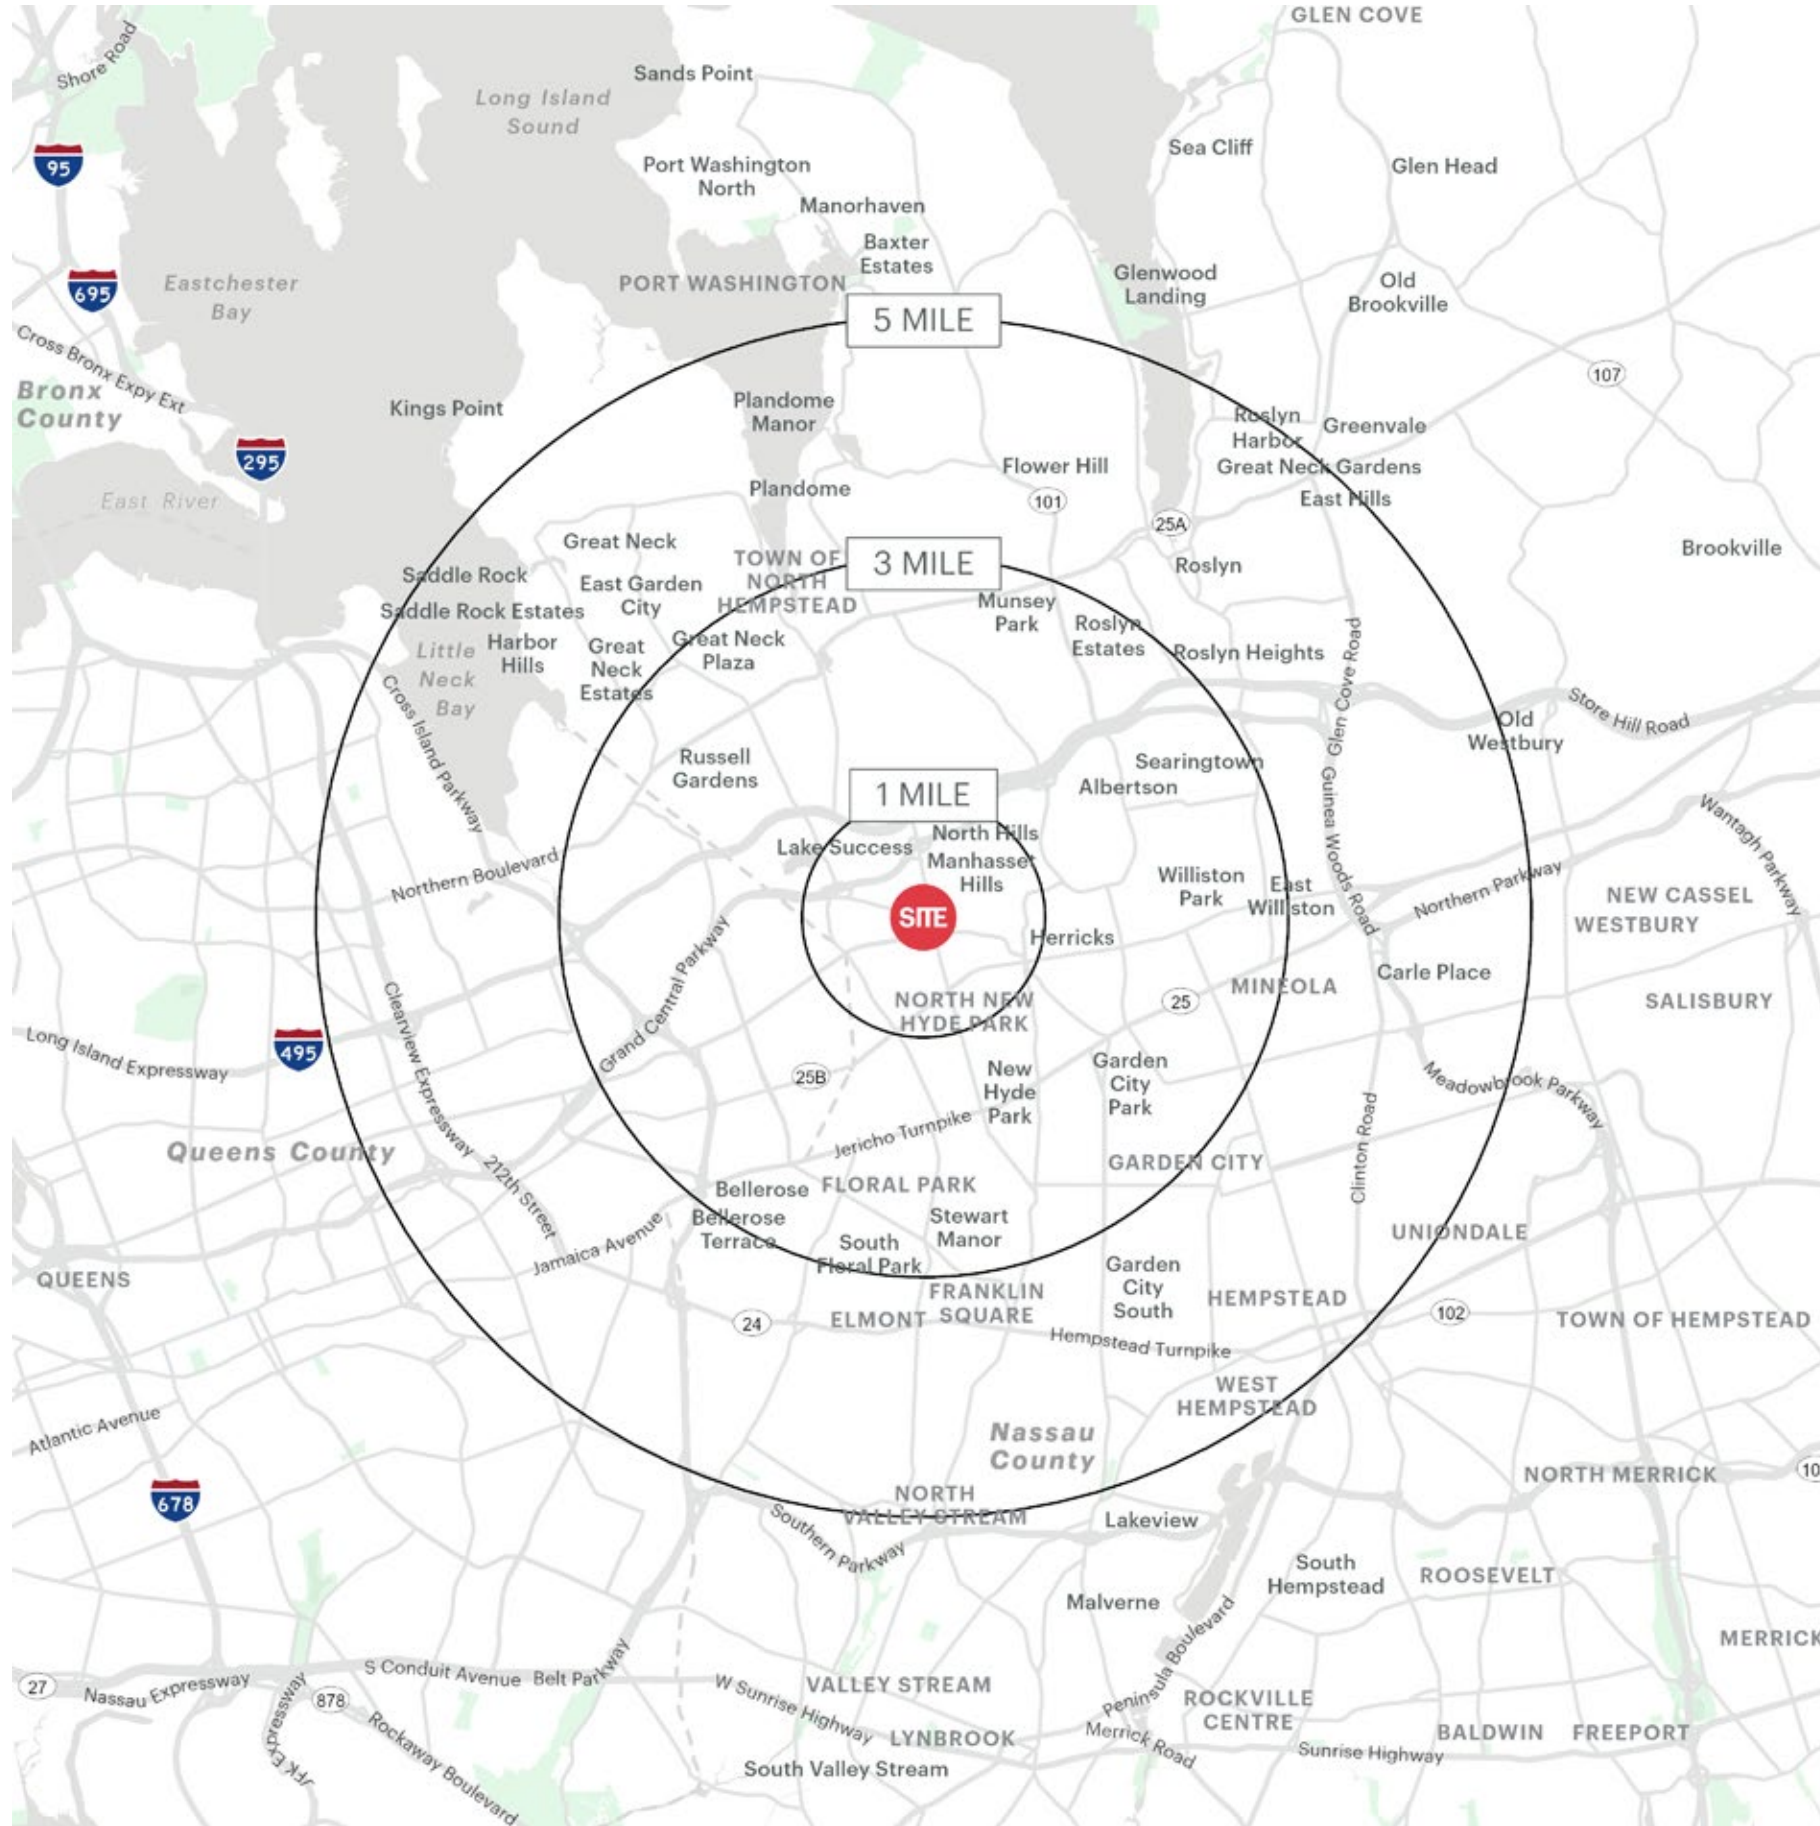 GLEN COVE
Shore Road
Sands Point
Long Island
Sound
Sea Cliff
95
Port Washington
North
Glen Head
Manorhaven
Baxter
Estates
Eastchester
Bay
695
PORT WASHINGTON
Glenwood
Landing
Old
Brookville
5 MILE
Cross Bronx Expy Ext
107
Bronx
County
Kings Point
Plandome
Manor
Roslyn
Harbor
Greenvale
295
Flower Hill
Great Neck Gardens
East River
Plandome
101
East Hills
25A
Great Neck
TOWN OF
NORTH
HEMPSTEAD
3 MILE
Brookville
Saddle Rock
East Garden
City
Roslyn
Saddle Rock Estates
Munsey
Park
Roslyn
Estates
Little
Neck
Bay
Harbor
Hills
Great
Neck
Estates
Great Neck
Plaza
Roslyn Heights
Glen Cove Road
Cross Island Parkway
Store Hill Road
Old
Westbury
Russell
Gardens
Searingtown
Albertson
1 MILE
Guinea Woods Road
Wantagh Parkway
North Hills
Lake Success
Manhasset
Hills
Northern Boulevard
Williston
Park
East
Williston
Northern Parkway
NEW CASSEL
WESTBURY
SITE
Herricks
Grand Central Parkway
Carle Place
MINEOLA
25
NORTH NEW
HYDE PARK
SALISBURY
Clearview Expressway
Long Island Expressway
495
25B
New
Hyde
Park
Garden
City
Park
Meadowbrook Parkway
Jericho Turnpike
Clinton Road
Queens County
212th Street
GARDEN CITY
Bellerose
FLORAL PARK
Bellerose
Terrace
Stewart
Manor
Jamaica Avenue
South
Floral Park
UNIONDALE
QUEENS
Garden
City
South
FRANKLIN
SQUARE
HEMPSTEAD
24
ELMONT
102
TOWN OF HEMPSTEAD
Hempstead Turnpike
WEST
HEMPSTEAD
Atlantic Avenue
Nassau
County
NORTH MERRICK
10
678
NORTH
VALLEY STREAM
Southern Parkway
Lakeview
South
Hempstead
ROOSEVELT
Malverne
Peninsula Boulevard
MERRICK
S Conduit Avenue
Belt Parkway
27
Nassau Expressway
878
JFK Expressway
Rockaway Boulevard
W Sunrise Highway
VALLEY STREAM
ROCKVILLE
CENTRE
LYNBROOK
Merrick Road
BALDWIN
FREEPORT
Sunrise Highway
South Valley Stream